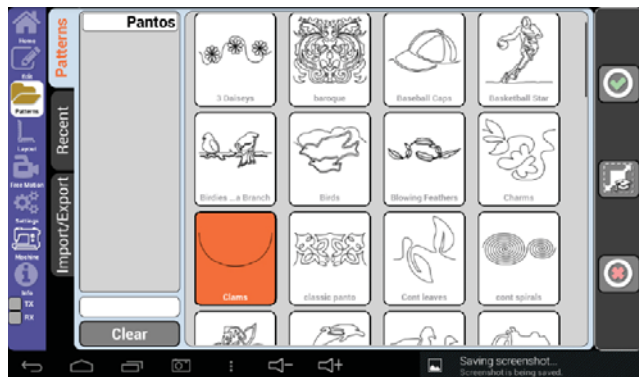 Home
Edit
Patterns
Layout
Free Motion
Settings
Machine
Info
TX
RX
Patterns
Recent
Import/Export
Pantos
Clear
3 Daiseys
baroque
Baseball Caps
Basketball Star
Birdies ...a Branch
Birds
Blowing Feathers
Charms
Clams
classic panto
Cont leaves
cont spirals
Saving screenshot...
Screenshot is being saved.